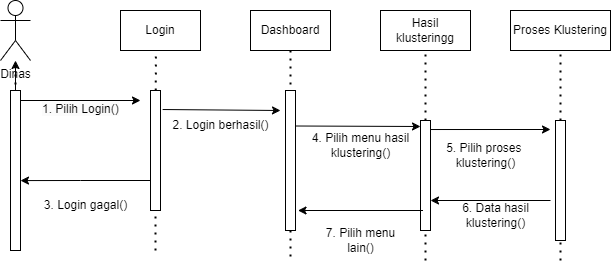 Login
Dashboard
Hasil
klusteringg
Proses Klustering
Dinas
1. Pilih Login()
2. Login berhasil()
4. Pilih menu hasil
klustering()
5. Pilih proses
klustering()
3. Login gagal()
6. Data hasil
klustering()
7. Pilih menu
lain()